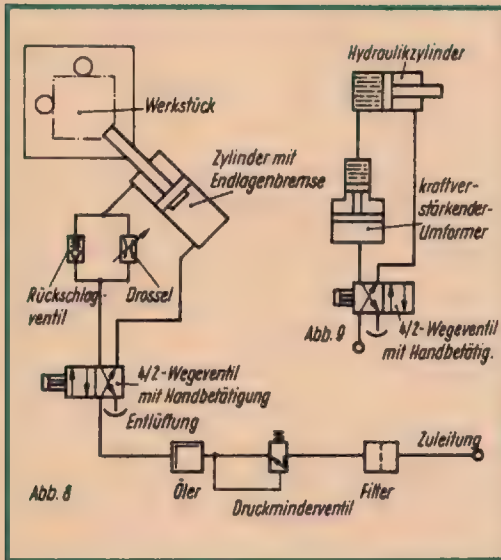 Werkstück
Zylinder mit
Endlagenbremse
Rückschlag-
ventil
Drossel
4/2-Wegeventil
mit Handbetätigung
Entlüftung
Zuleitung
Öler
Druckminderventil
Filter
Abb. 8
Hydraulikzylinder
kraftver-
stärkender-
Umformer
4/2-Wegeventil
mit Handbetätig.
Abb. 9